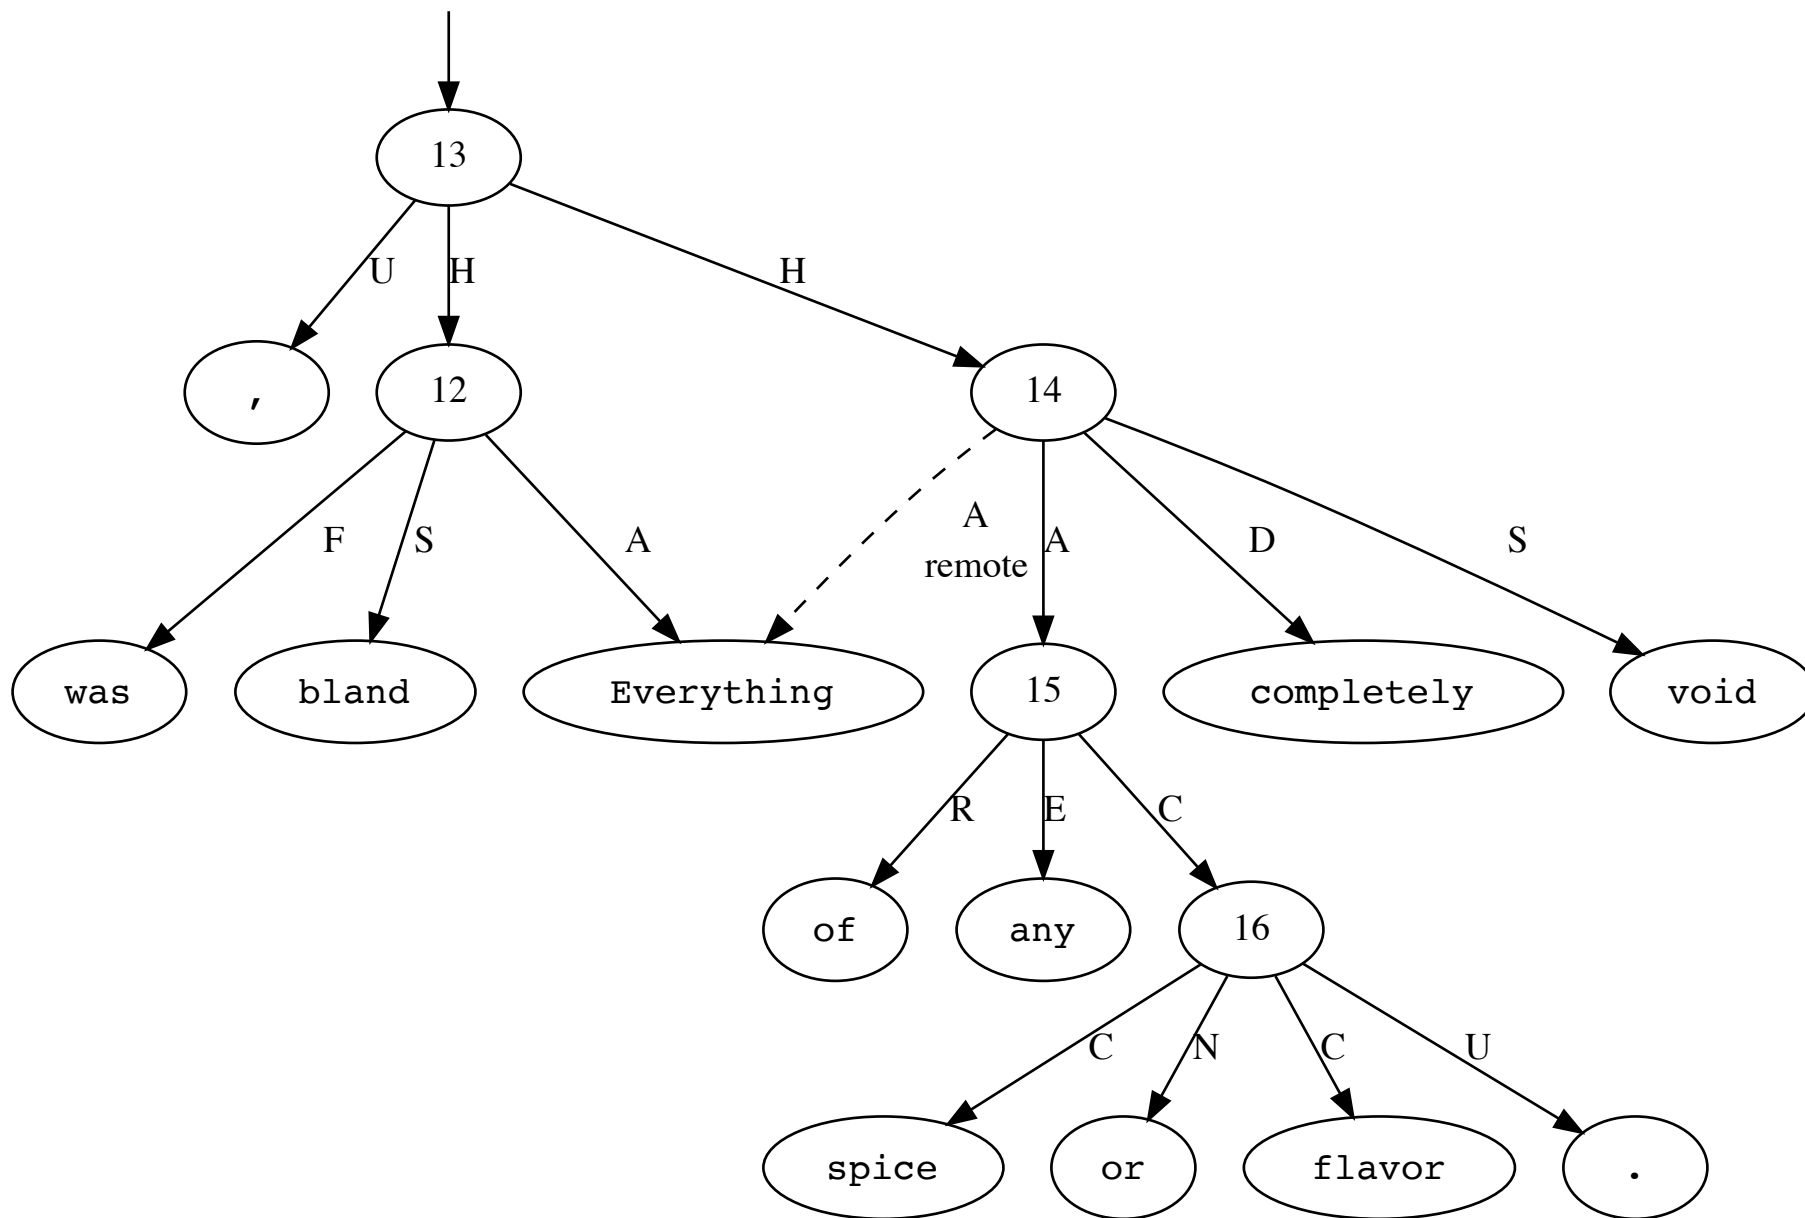 13
U H H
, 12 14
F S A A A D S
remote
was bland Everything 15 completely void
R E C
of any 16
C N C U
spice or flavor .